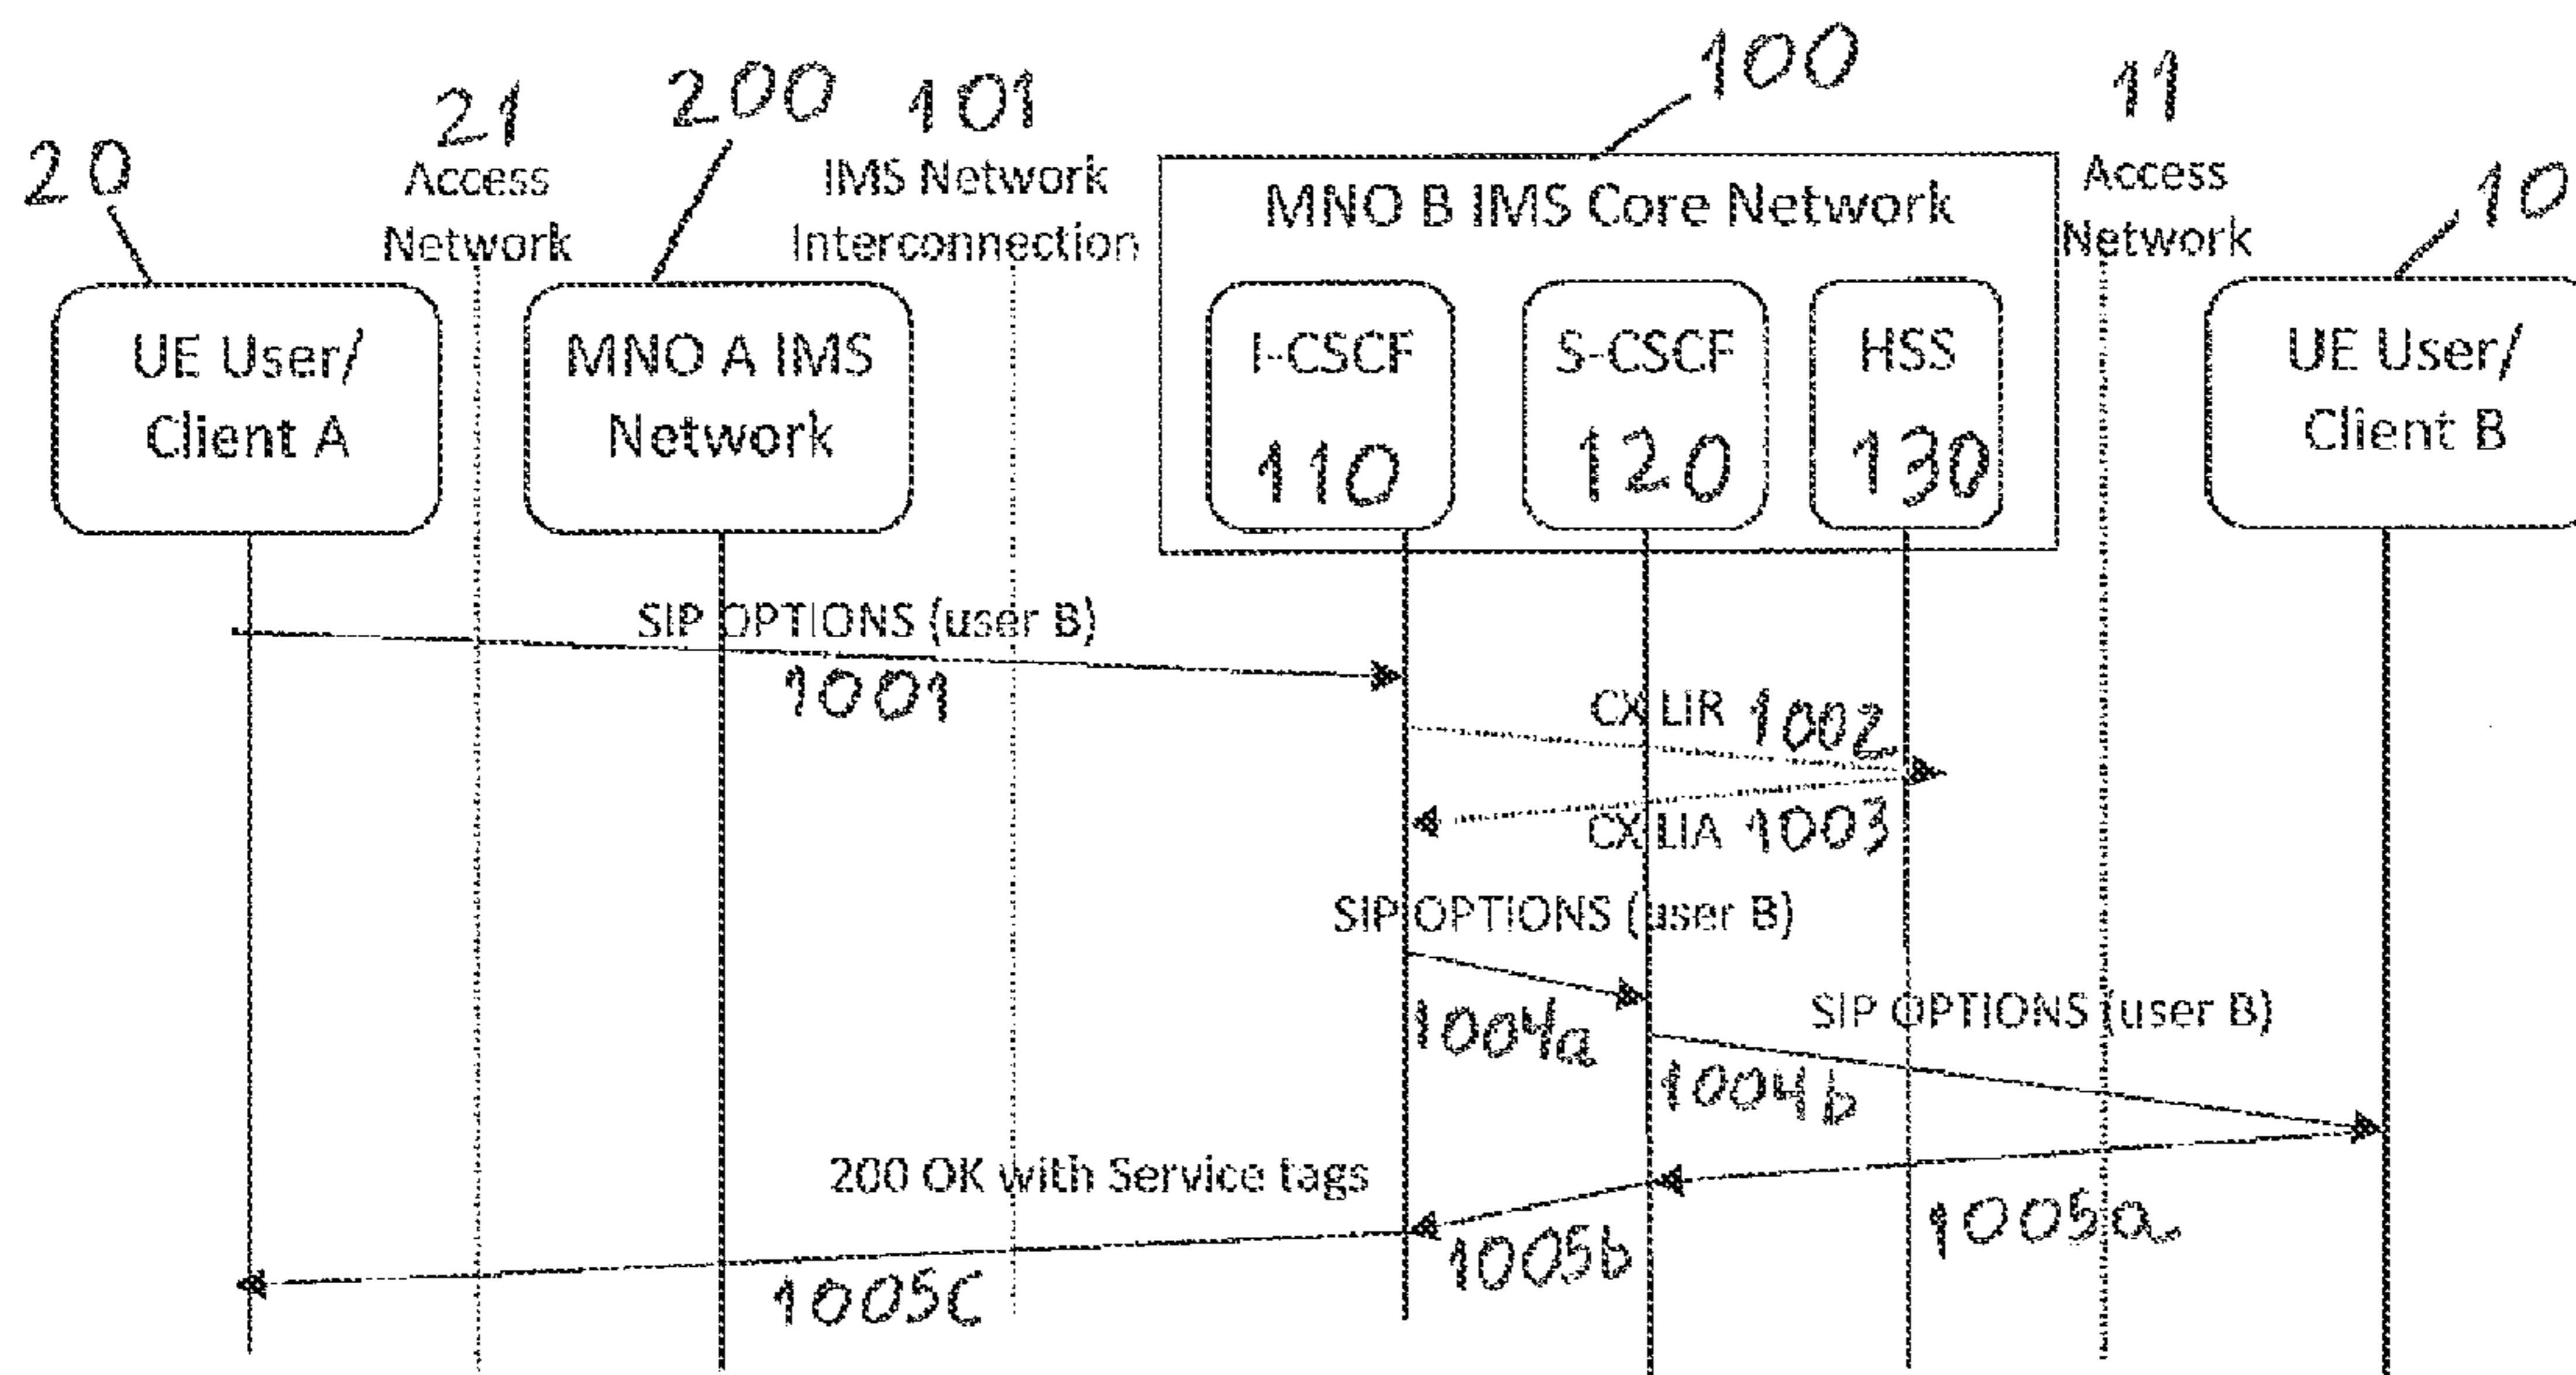 100
11
21
200
101
20
10
Access
Network
IMS Network
Interconnection
MNO B IMS Core Network
Access
Network
UE User/
Client A
MNO A IMS
Network
I-CSCF
110
S-CSCF
120
HSS
130
UE User/
Client B
SIP OPTIONS (user B)
1001
CX LIR 1002
CX LIA 1003
SIP OPTIONS (user B)
1004a
SIP OPTIONS (user B)
1004b
200 OK with Service tags
1005a
1005b
1005c